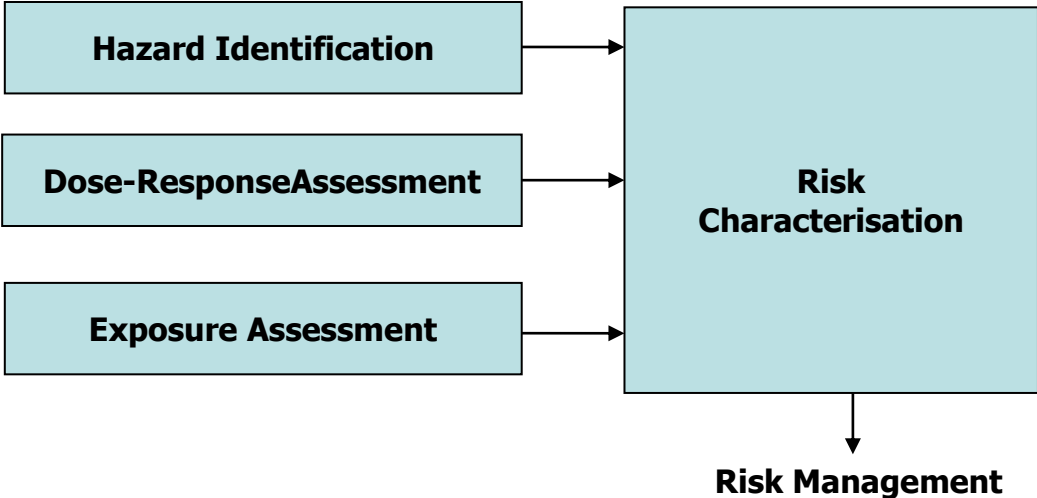 Hazard Identification
Dose-ResponseAssessment
Risk
Characterisation
Exposure Assessment
Risk Management